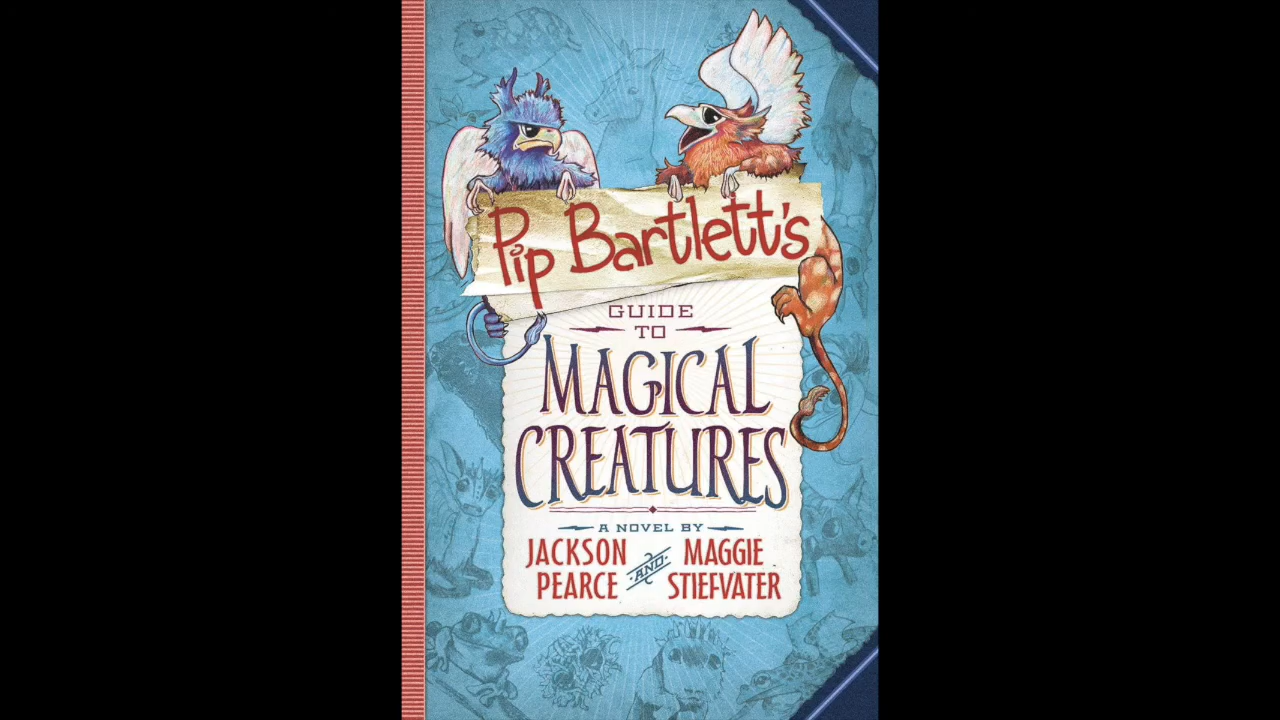 Pip Bartlett's
GUIDE
TO
MAGICAL
CREATURES
A NOVEL BY
JACKSON PEARCE AND MAGGIE STIEFVATER